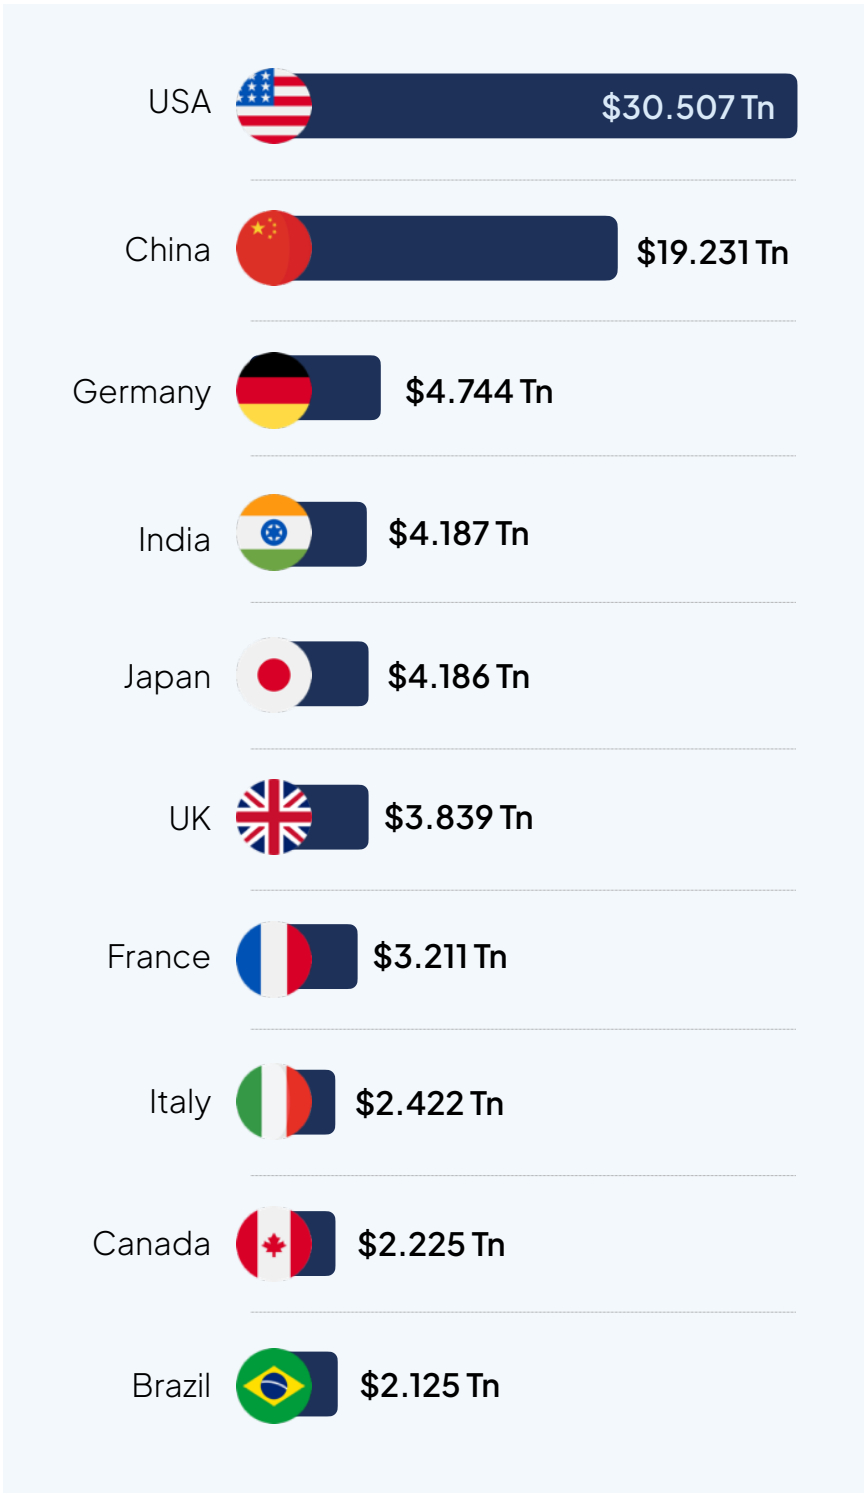 USA $30.507 Tn
China $19.231 Tn
Germany $4.744 Tn
India $4.187 Tn
Japan $4.186 Tn
UK $3.839 Tn
France $3.211 Tn
Italy $2.422 Tn
Canada $2.225 Tn
Brazil $2.125 Tn